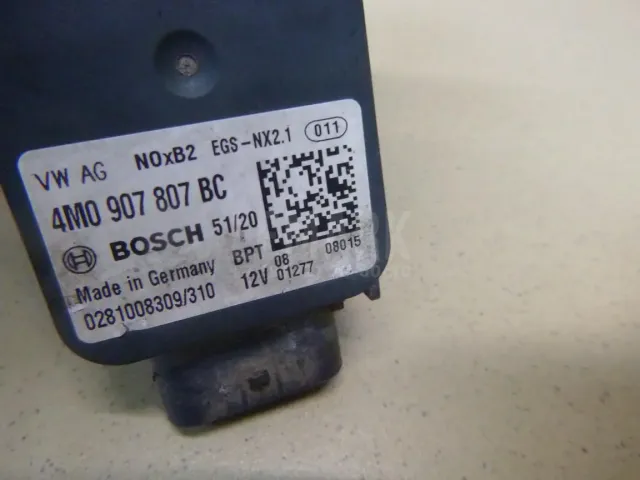 VW AG NOxB2 EGS-NX2.1 011
4M0 907 807 BC
BOSCH 51/20
Made in Germany BPT 08 08015
0281008309/310 12V 01277